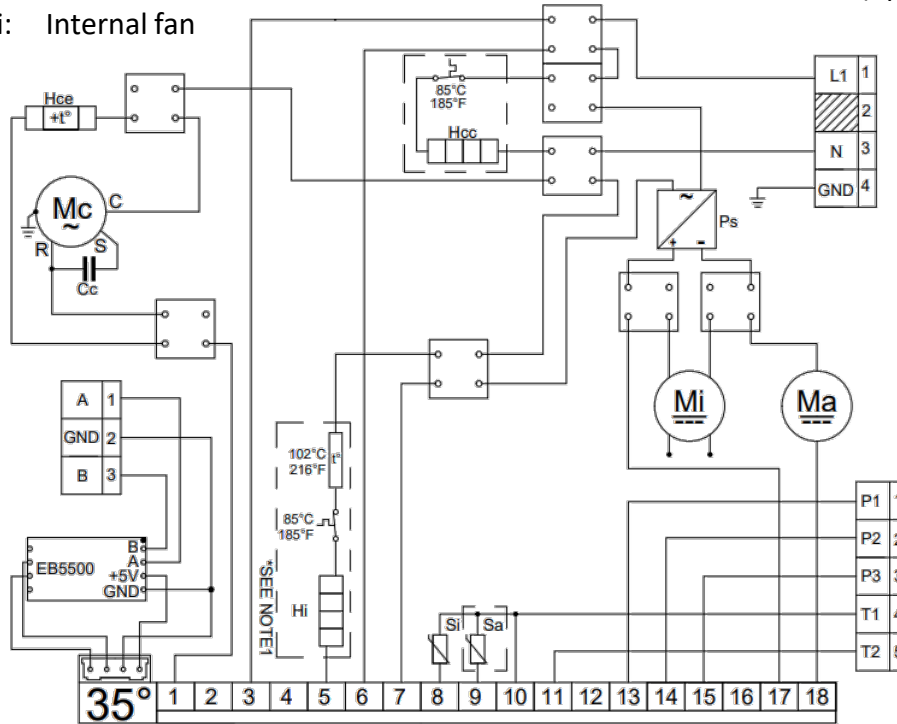 i: Internal fan
L1 1
2
N 3
GND 4
85°C
185°F
Hcc
Hce
+t°
Mc
~
C
R
S
Cc
~
+ -
Ps
A 1
GND 2
B 3
Mi
Ma
102°C
216°F
t°
85°C
185°F
Hi
*SEE NOTE1
EB5500
B
A
+5V
GND
P1
P2 2
P3 3
T1 4
T2 5
Si
Sa
35° 1 2 3 4 5 6 7 8 9 10 11 12 13 14 15 16 17 18